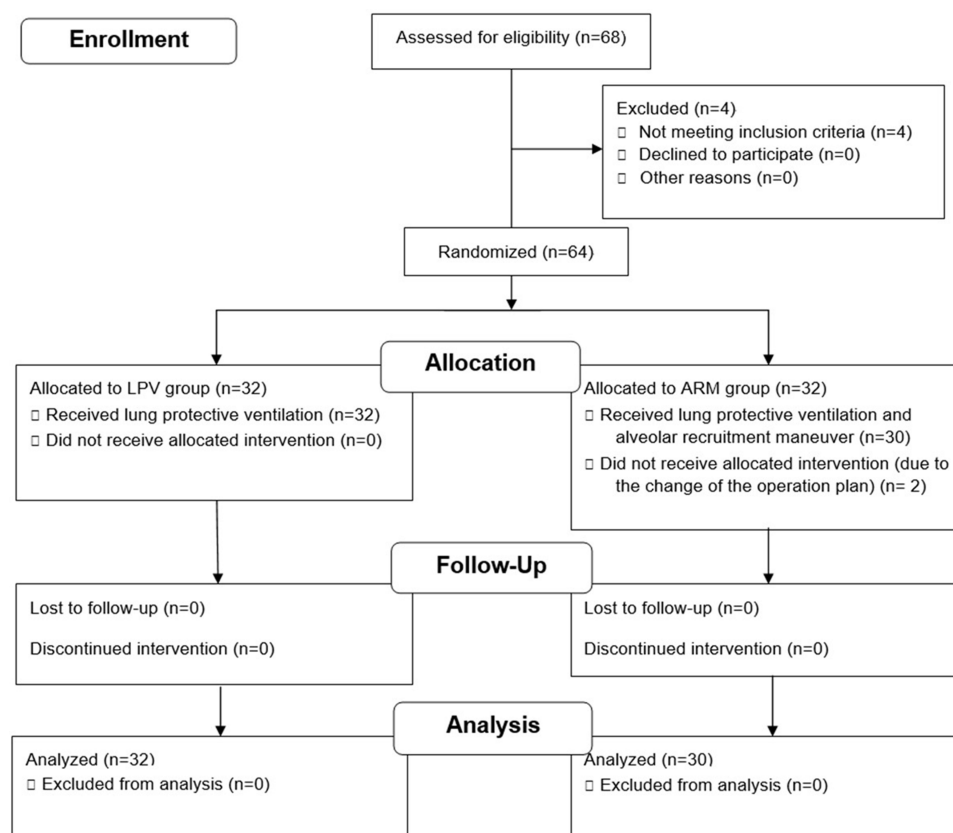 Enrollment
Assessed for eligibility (n=68)
Excluded (n=4)
Not meeting inclusion criteria (n=4)
Declined to participate (n=0)
Other reasons (n=0)
Randomized (n=64)
Allocation
Allocated to LPV group (n=32)
Received lung protective ventilation (n=32)
Did not receive allocated intervention (n=0)
Allocated to ARM group (n=32)
Received lung protective ventilation and
alveolar recruitment maneuver (n=30)
Did not receive allocated intervention (due to
the change of the operation plan) (n= 2)
Follow-Up
Lost to follow-up (n=0)
Discontinued intervention (n=0)
Lost to follow-up (n=0)
Discontinued intervention (n=0)
Analysis
Analyzed (n=32)
Excluded from analysis (n=0)
Analyzed (n=30)
Excluded from analysis (n=0)